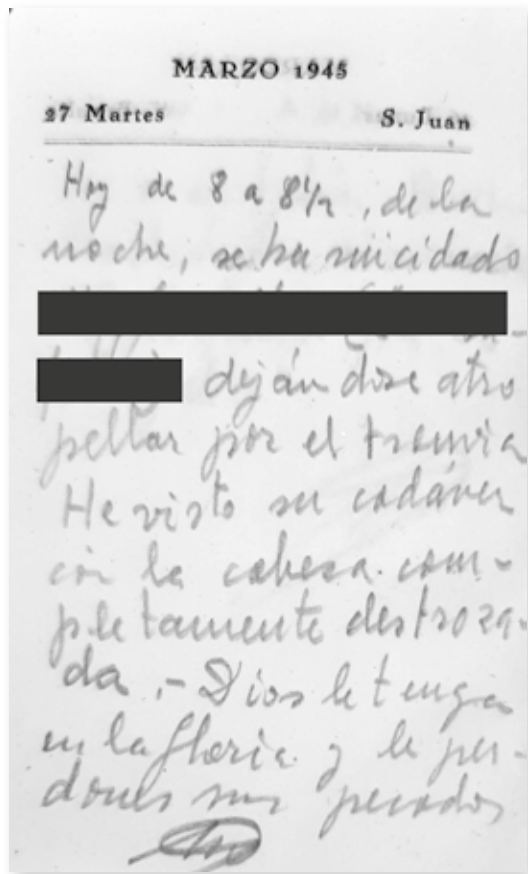 MARZO 1945
27 Martes S. Juan
Hoy de 8 a 8½, de la
noche, se ha suicidado
dejándose atro
pellar por el tranvia
He visto su cadáver
con la cabeza com-
pletamente destroza-
da.- Dios le tenga
en la Gloria y le per-
dones sus pecados